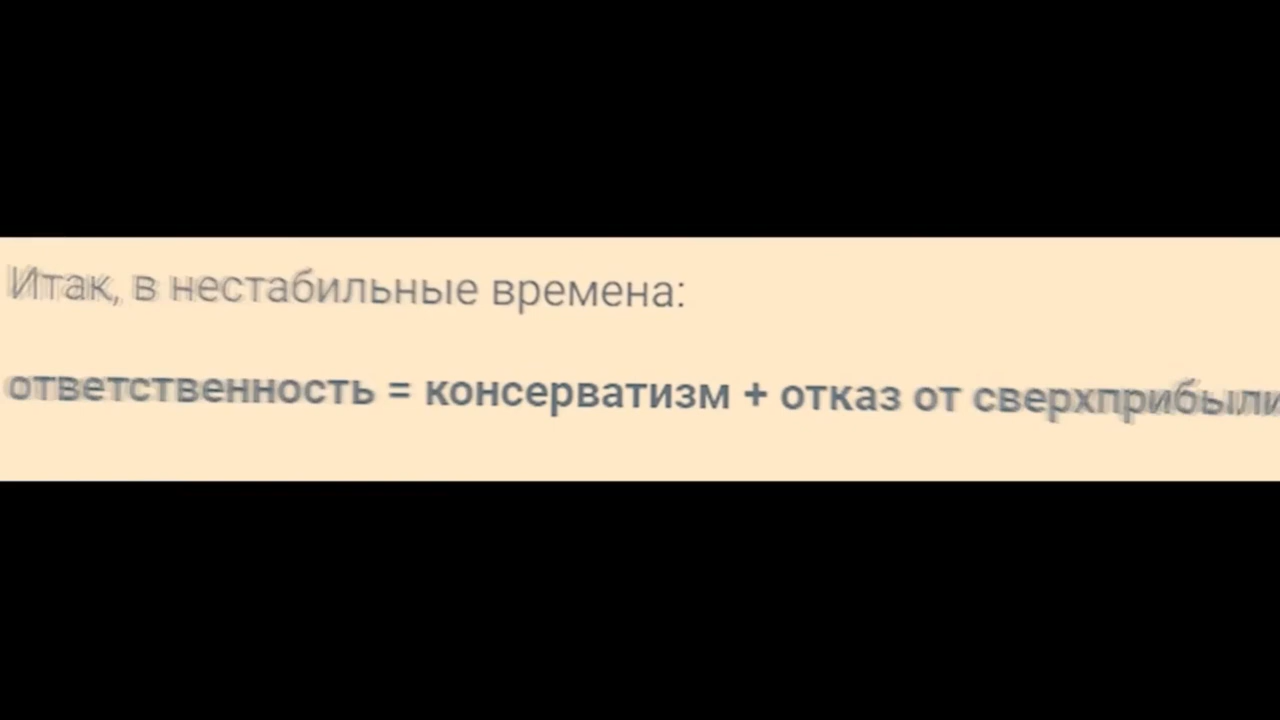 Итак, в нестабильные времена:
ответственность = консерватизм + отказ от сверхприбыли